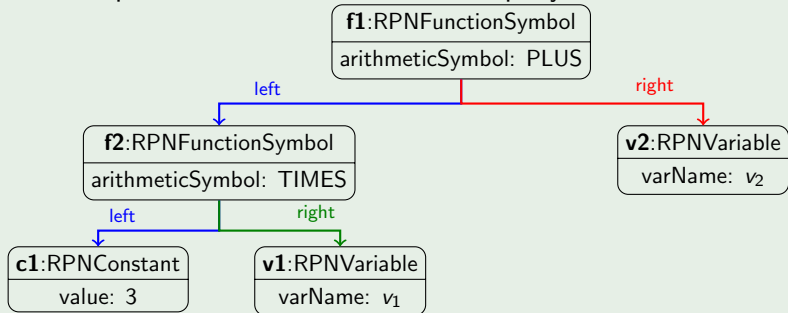 f1:RPNFunctionSymbol
arithmeticSymbol: PLUS
left
right
f2:RPNFunctionSymbol
arithmeticSymbol: TIMES
v2:RPNVariable
varName: v₂
left
right
c1:RPNConstant
value: 3
v1:RPNVariable
varName: v₁